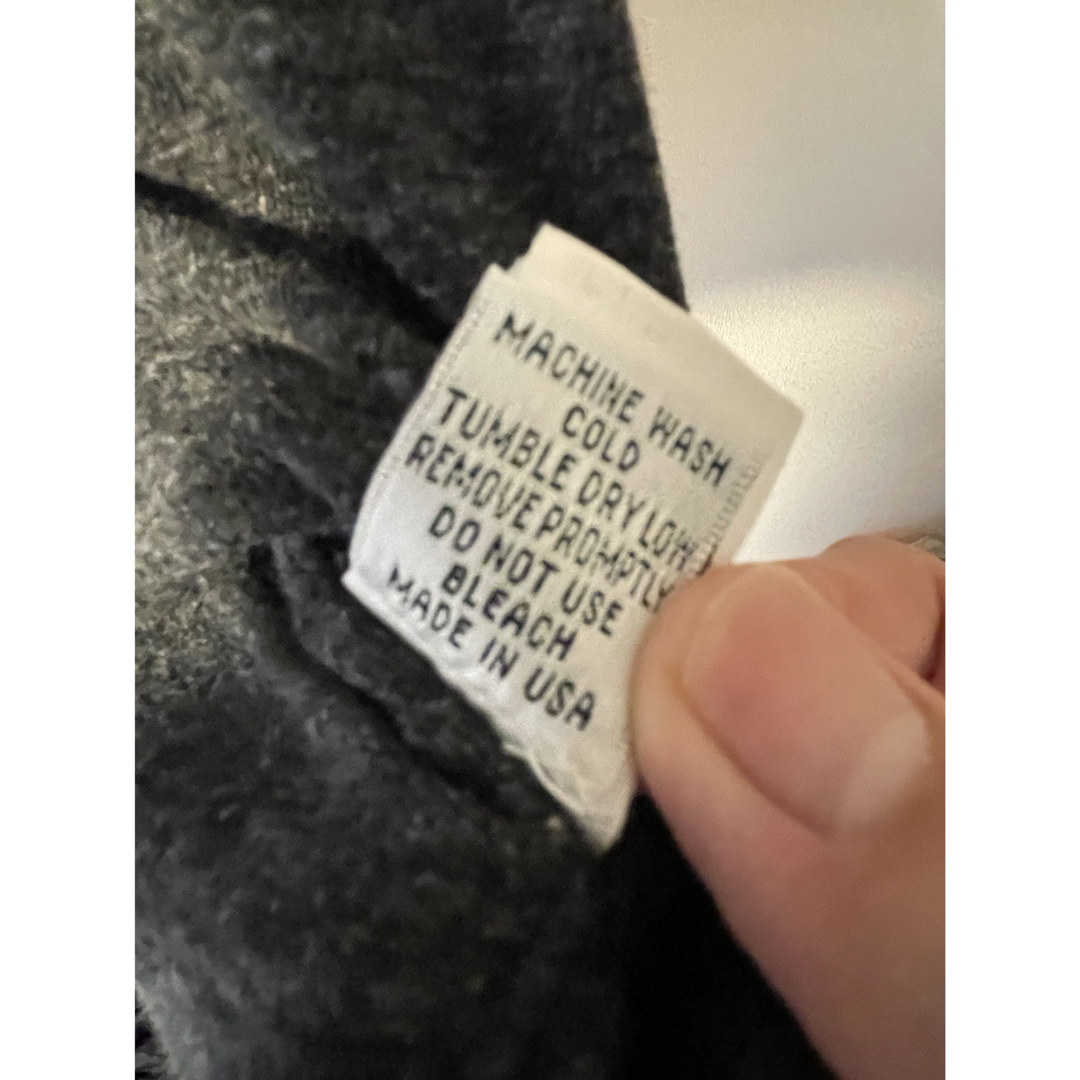 MACHINE WASH
COLD
TUMBLE DRY LOW
REMOVE PROMPTLY
DO NOT USE
BLEACH
MADE IN USA